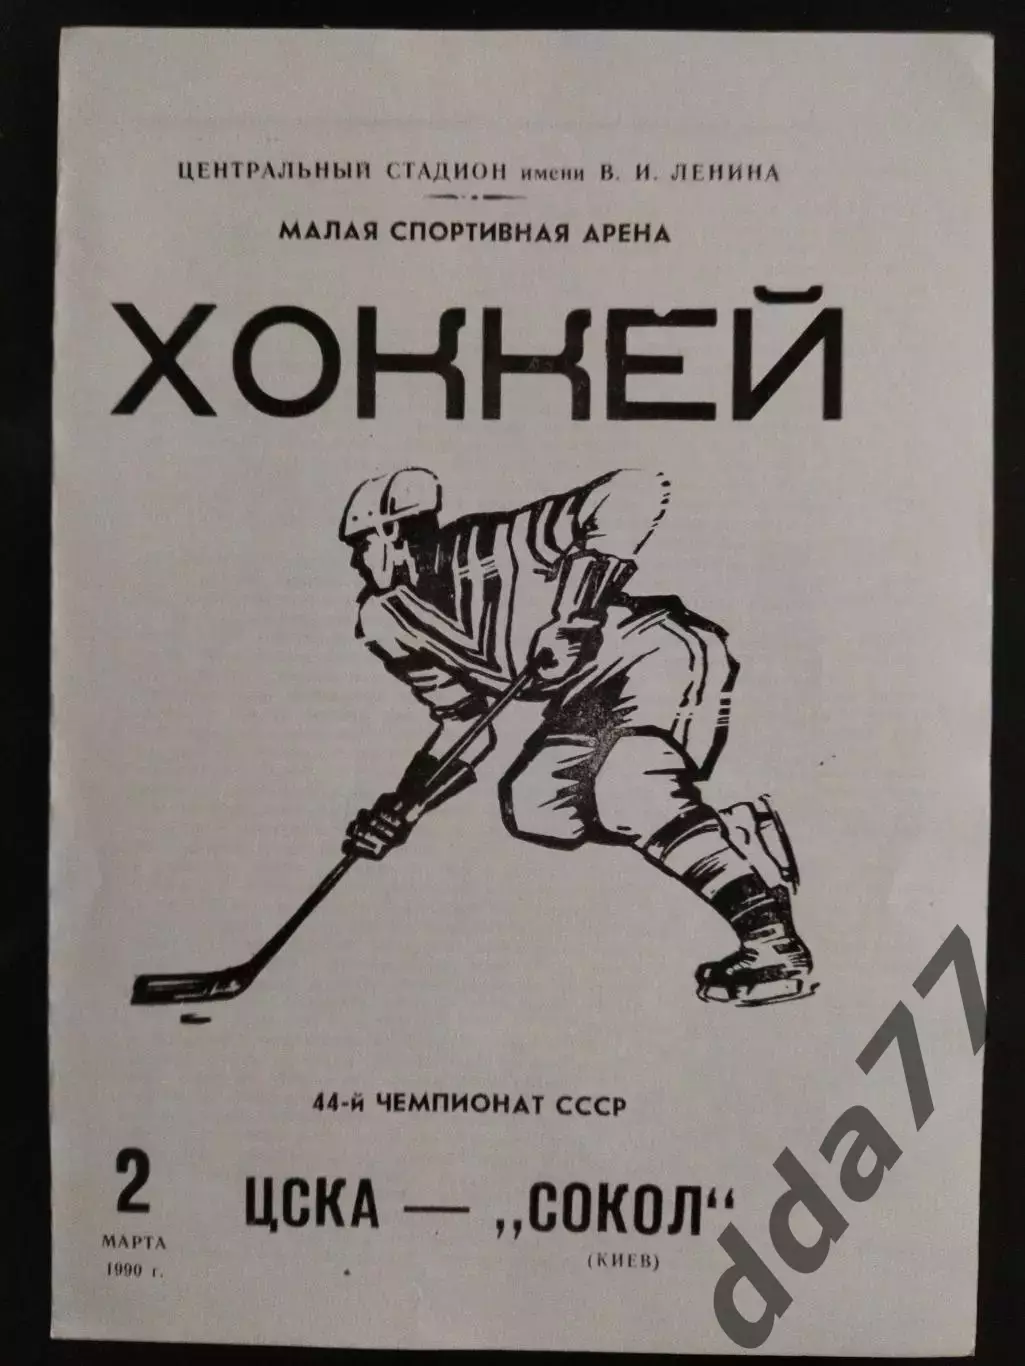 ЦЕНТРАЛЬНЫЙ СТАДИОН имени В. И. ЛЕНИНА
МАЛАЯ СПОРТИВНАЯ АРЕНА
ХОККЕЙ
44-й ЧЕМПИОНАТ СССР
2
МАРТА
1990 г.
ЦСКА — „СОКОЛ“
(КИЕВ)
dda77